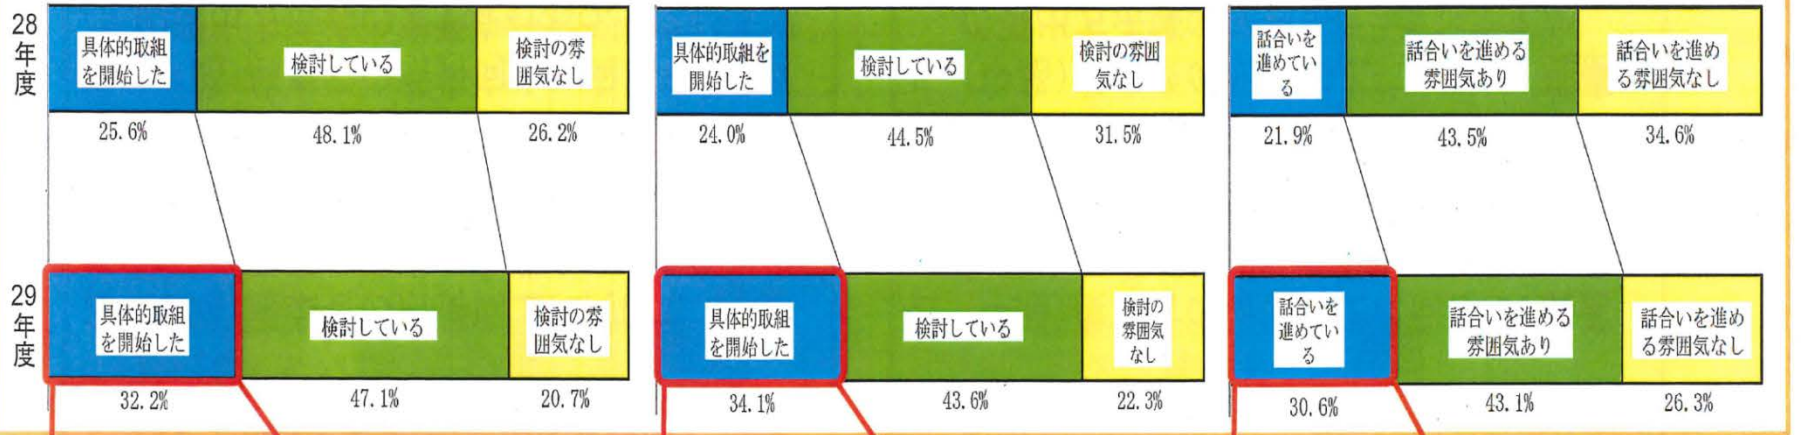 28
年
度
具体的取組
を開始した
検討している
検討の雰
囲気なし
25.6%
48.1%
26.2%
具体的取組を
開始した
検討している
検討の雰囲
気なし
24.0%
44.5%
31.5%
話合いを
進めてい
る
話合いを進める
雰囲気あり
話合いを進め
る雰囲気なし
21.9%
43.5%
34.6%
29
年
度
具体的取組
を開始した
検討している
検討の雰
囲気なし
32.2%
47.1%
20.7%
具体的取組
を開始した
検討している
検討の
雰囲気
なし
34.1%
43.6%
22.3%
話合いを
進めてい
る
話合いを進める
雰囲気あり
話合いを進め
る雰囲気なし
30.6%
43.1%
26.3%